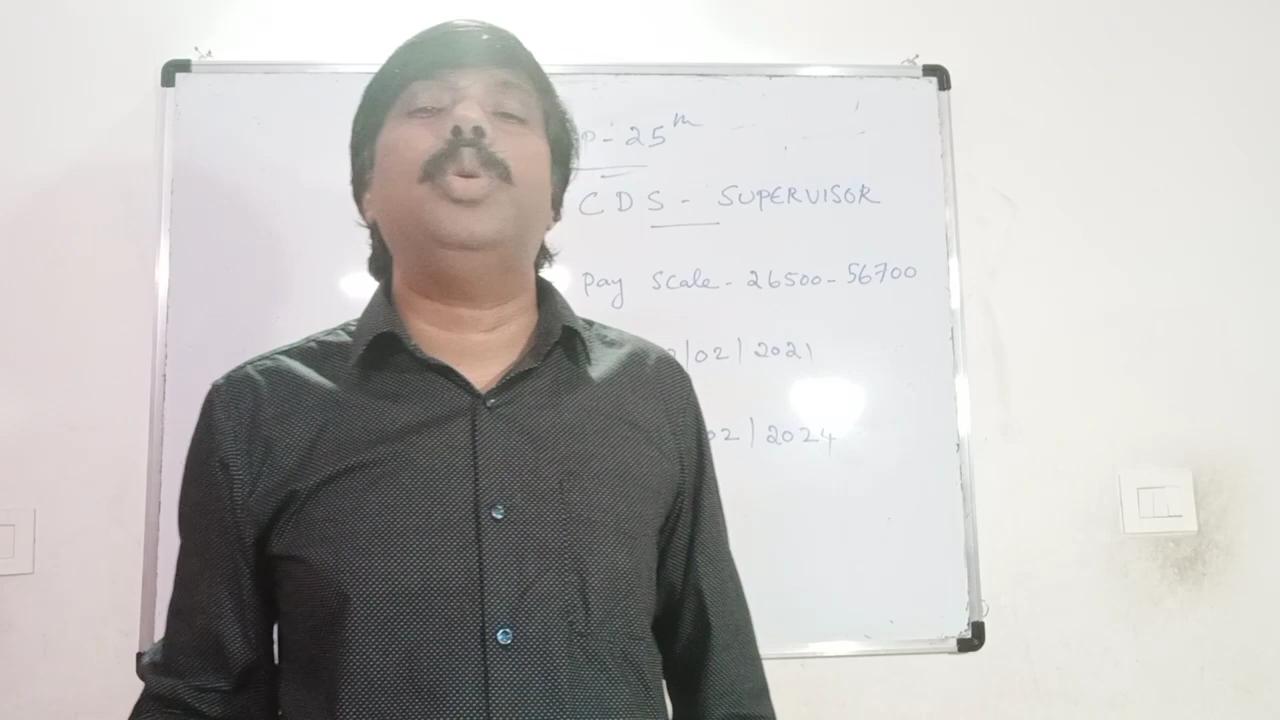 - 25th
CDS - SUPERVISOR
Pay Scale - 26500 - 56700
/02/2021
02/2024